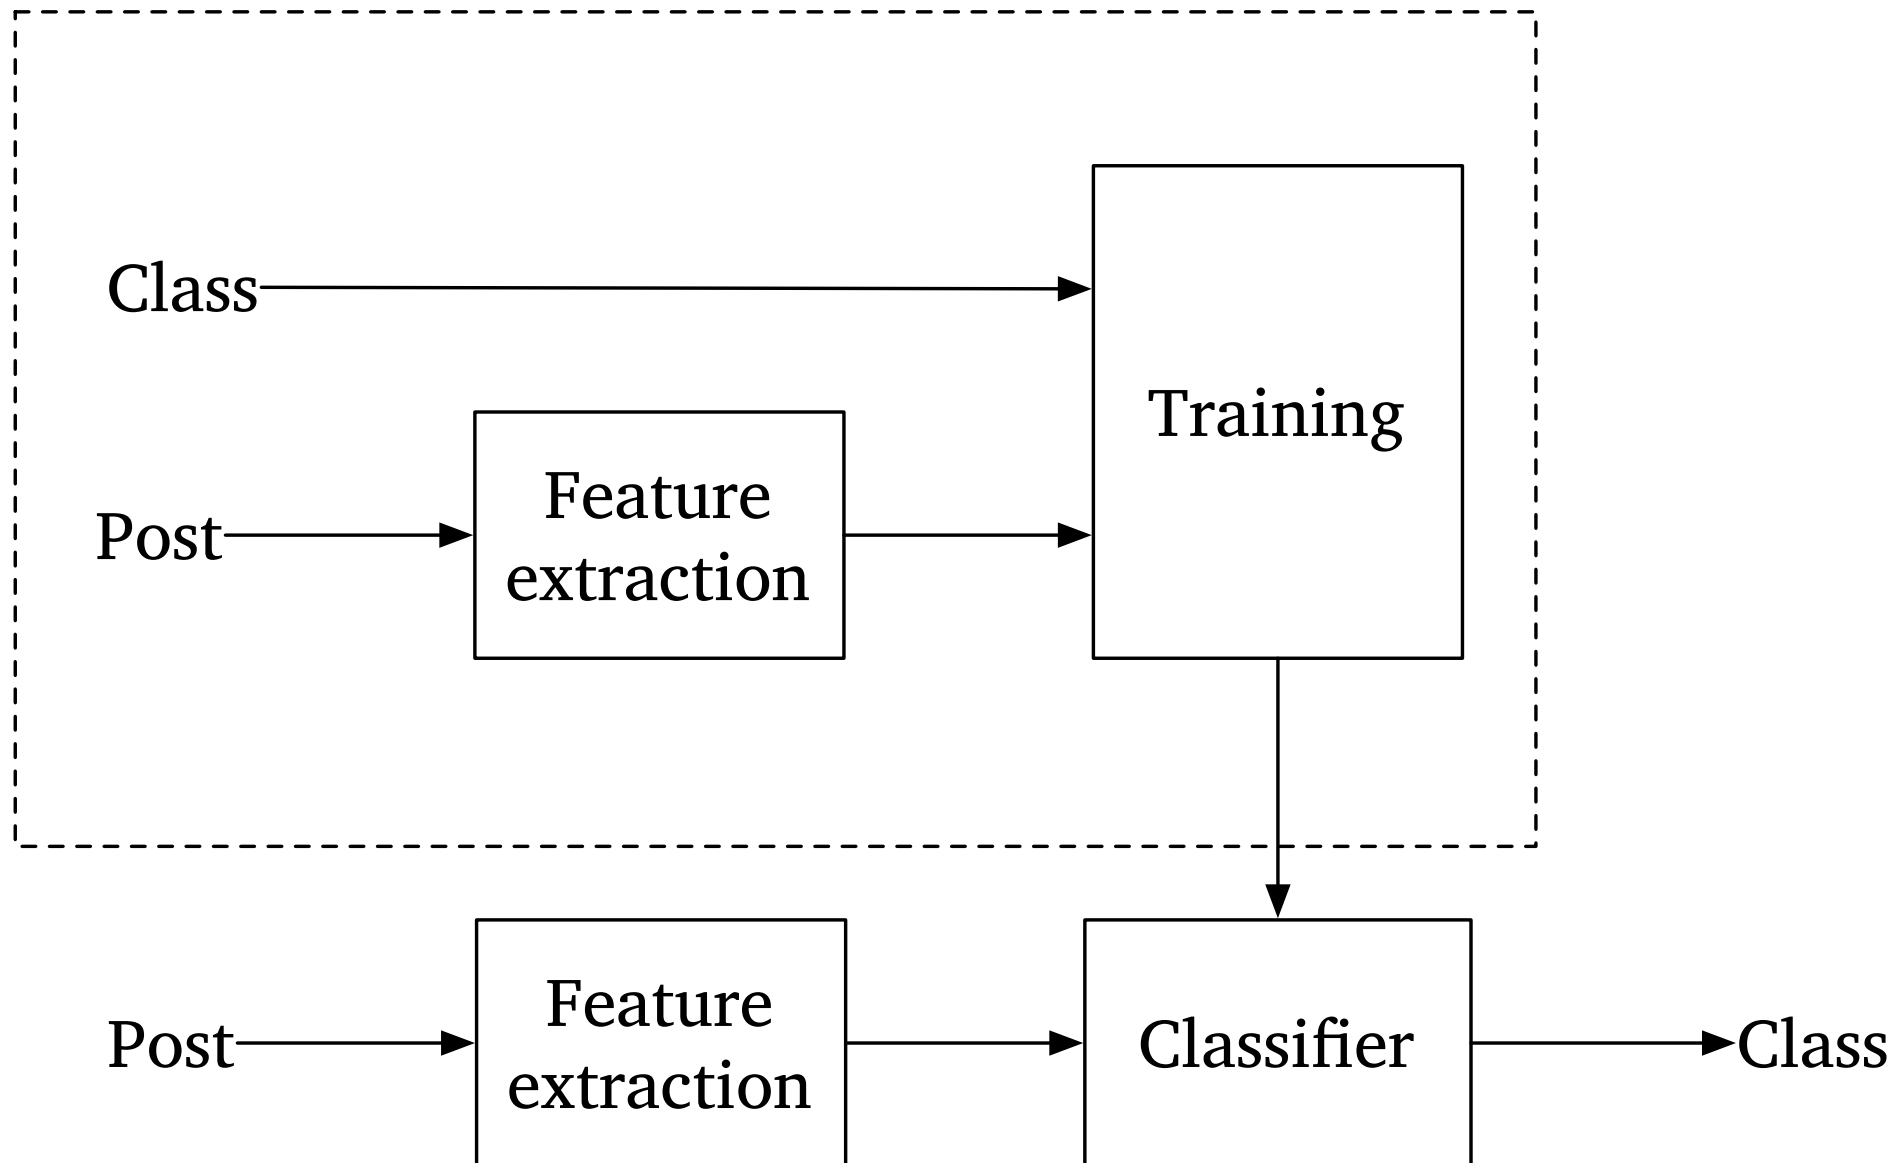 Class
Training
Post
Feature
extraction
Post
Feature
extraction
Classifier
Class